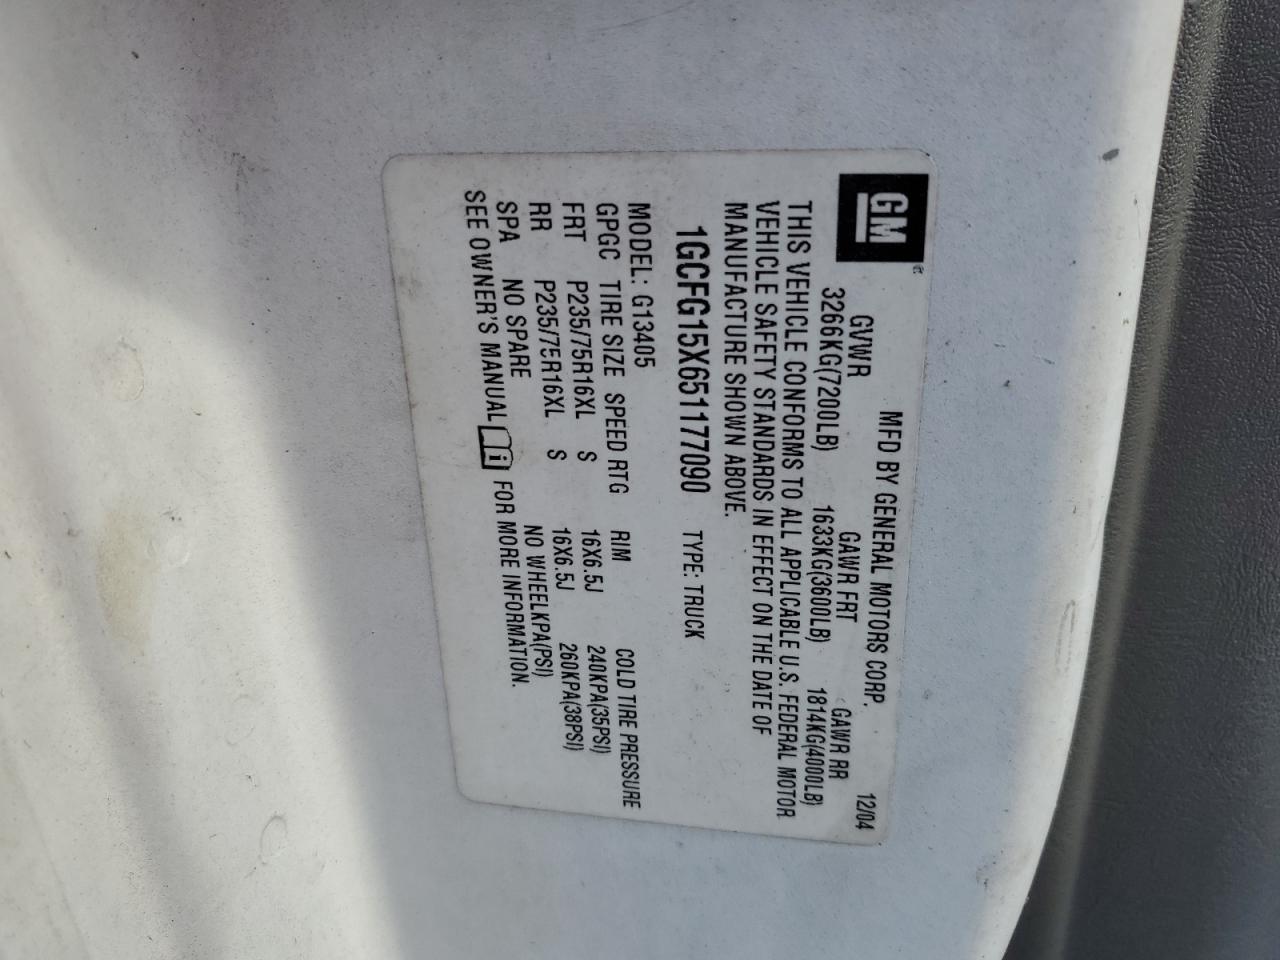 GM®
MFD BY GENERAL MOTORS CORP. 12/04
GVWR GAWR FRT GAWR RR
3266KG(7200LB) 1633KG(3600LB) 1814KG(4000LB)
THIS VEHICLE CONFORMS TO ALL APPLICABLE U.S. FEDERAL MOTOR
VEHICLE SAFETY STANDARDS IN EFFECT ON THE DATE OF
MANUFACTURE SHOWN ABOVE.
1GCFG15X651177090 TYPE: TRUCK
MODEL: G13405
GPGC TIRE SIZE SPEED RTG RIM COLD TIRE PRESSURE
FRT P235/75R16XL S 16X6.5J 240KPA(35PSI)
RR P235/75R16XL S 16X6.5J 260KPA(38PSI)
SPA NO SPARE NO WHEELKPA(PSI)
SEE OWNER'S MANUAL i FOR MORE INFORMATION.